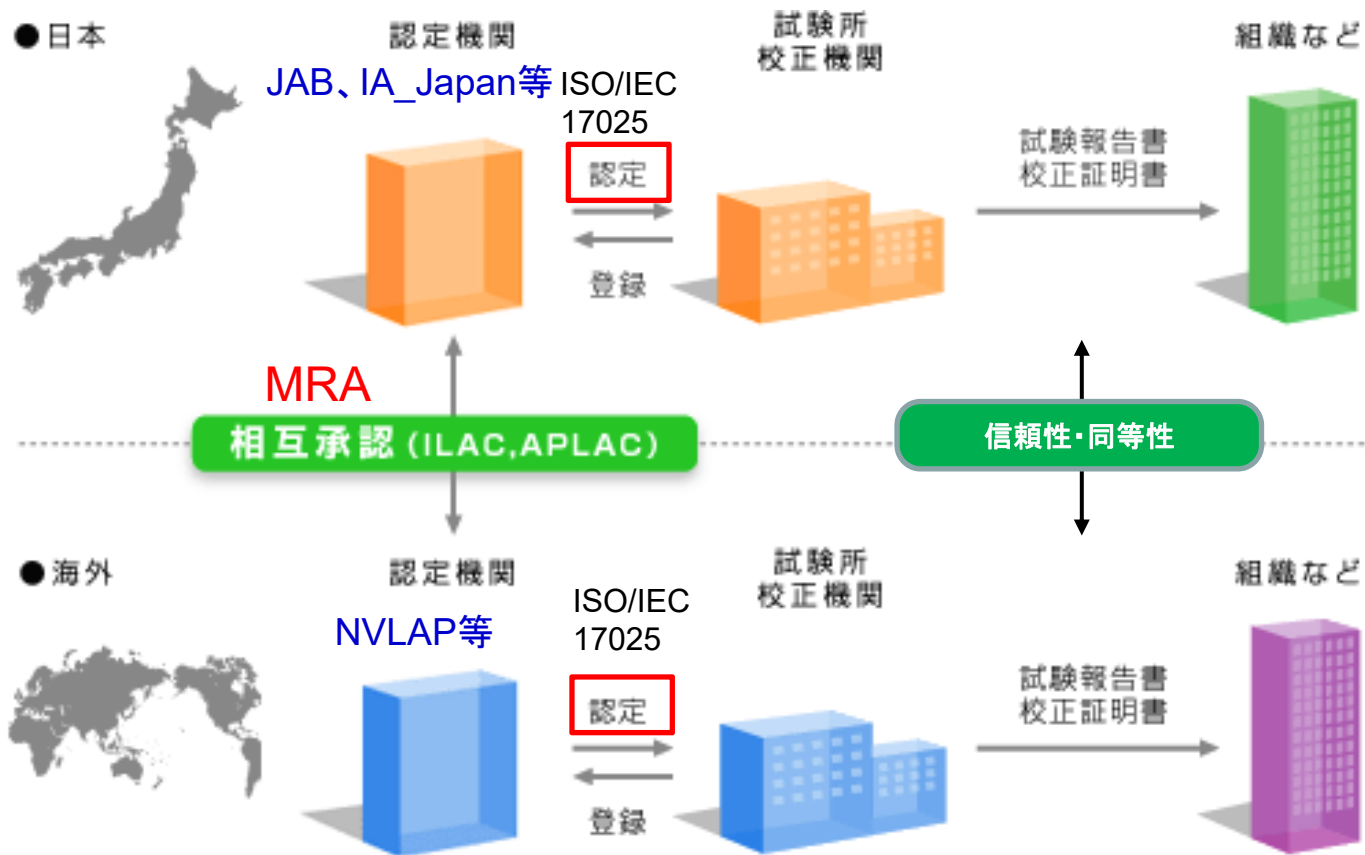 ●日本
認定機関
試験所
校正機関
組織など
JAB、IA_Japan等
ISO/IEC
17025
認定
登録
試験報告書
校正証明書
MRA
相互承認(ILAC,APLAC)
信頼性・同等性
●海外
認定機関
試験所
校正機関
組織など
NVLAP等
ISO/IEC
17025
認定
登録
試験報告書
校正証明書